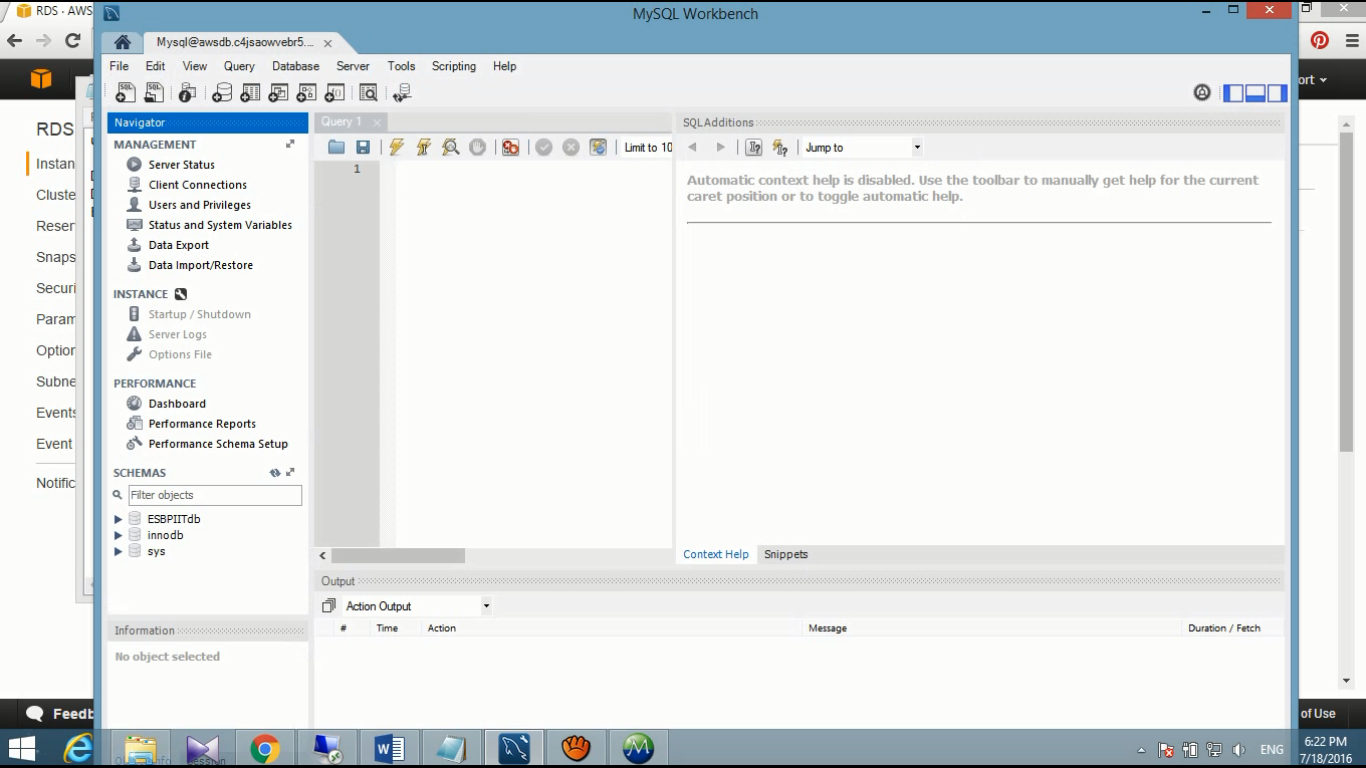 RDS - AWS
MySQL Workbench
Mysql@awsdb.c4jsaowvebr5...
File Edit View Query Database Server Tools Scripting Help
ort
Navigator
Query 1
SQLAdditions
RDS
MANAGEMENT
Limit to 10
Jump to
Instan
Server Status
1
Automatic context help is disabled. Use the toolbar to manually get help for the current
caret position or to toggle automatic help.
Cluste
Client Connections
Users and Privileges
Reser
Status and System Variables
Data Export
Snaps
Data Import/Restore
Securi
INSTANCE
Startup / Shutdown
Param
Server Logs
Option
Options File
Subne
PERFORMANCE
Dashboard
Events
Performance Reports
Event
Performance Schema Setup
SCHEMAS
Notific
Filter objects
ESBPIITdb
innodb
sys
Context Help Snippets
Output
Action Output
# Time Action Message Duration / Fetch
Information
No object selected
Feedb
of Use
ENG
6:22 PM
7/18/2016